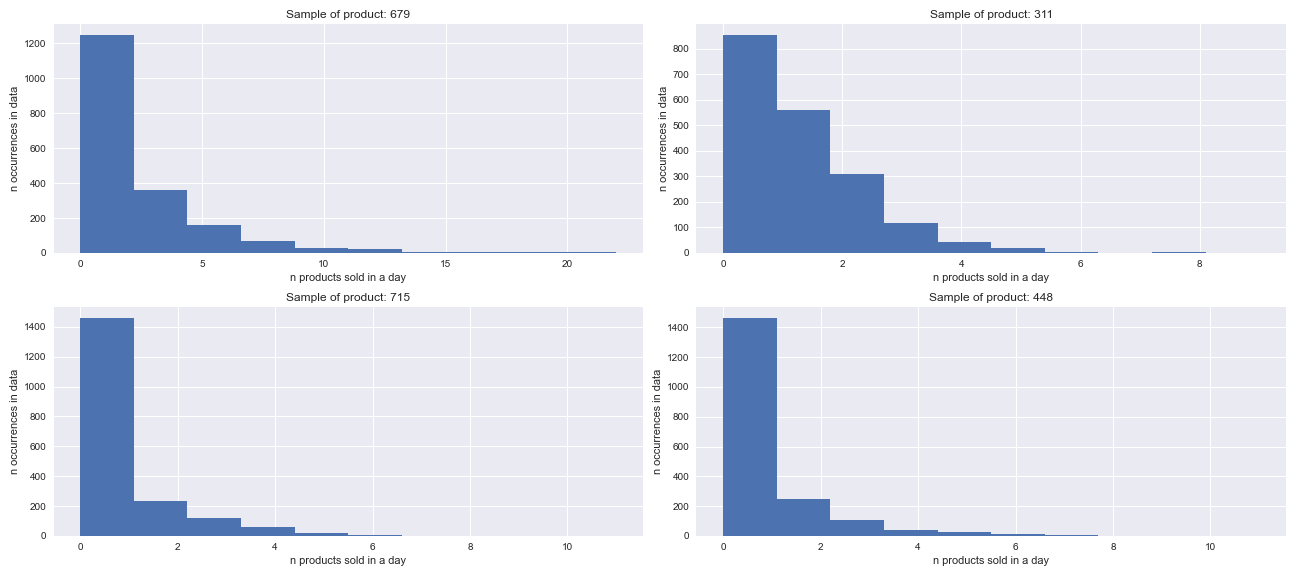 Sample of product: 679
1200
1000
800
600
400
200
0
n occurrences in data
0 5 10 15 20
n products sold in a day
Sample of product: 311
800
700
600
500
400
300
200
100
0
n occurrences in data
0 2 4 6 8
n products sold in a day
Sample of product: 715
1400
1200
1000
800
600
400
200
0
n occurrences in data
0 2 4 6 8 10
n products sold in a day
Sample of product: 448
1400
1200
1000
800
600
400
200
0
n occurrences in data
0 2 4 6 8 10
n products sold in a day